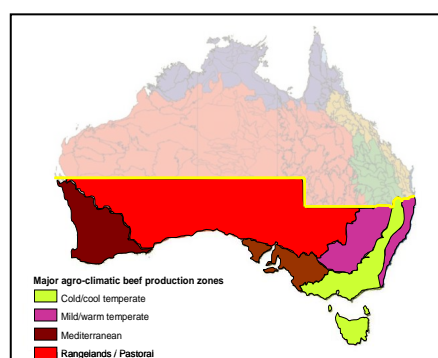 Major agro-climatic beef production zones
Cold/cool temperate
Mild/warm temperate
Mediterranean
Rangelands / Pastoral